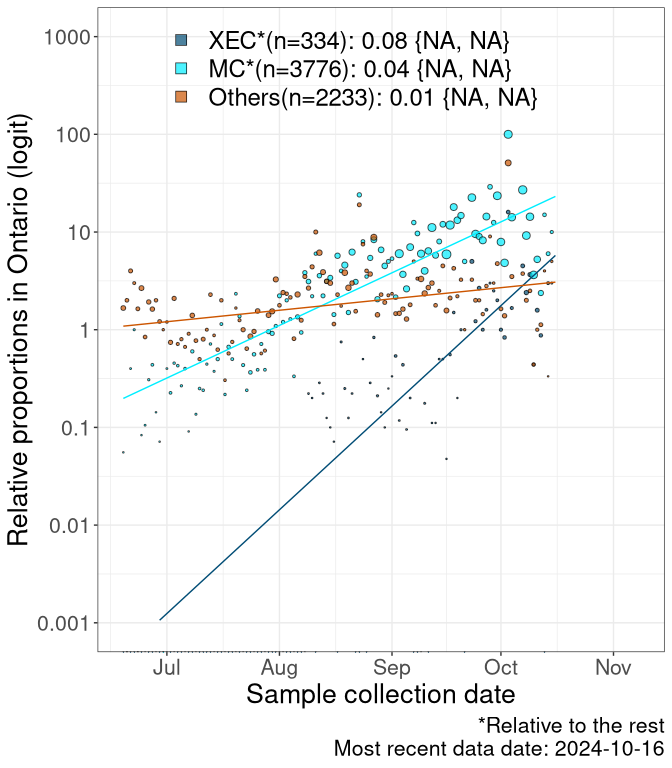 XEC*(n=334): 0.08 {NA, NA}
MC*(n=3776): 0.04 {NA, NA}
Others(n=2233): 0.01 {NA, NA}
Relative proportions in Ontario (logit)
1000
100
10
1
0.1
0.01
0.001
Jul Aug Sep Oct Nov
Sample collection date
*Relative to the rest
Most recent data date: 2024-10-16